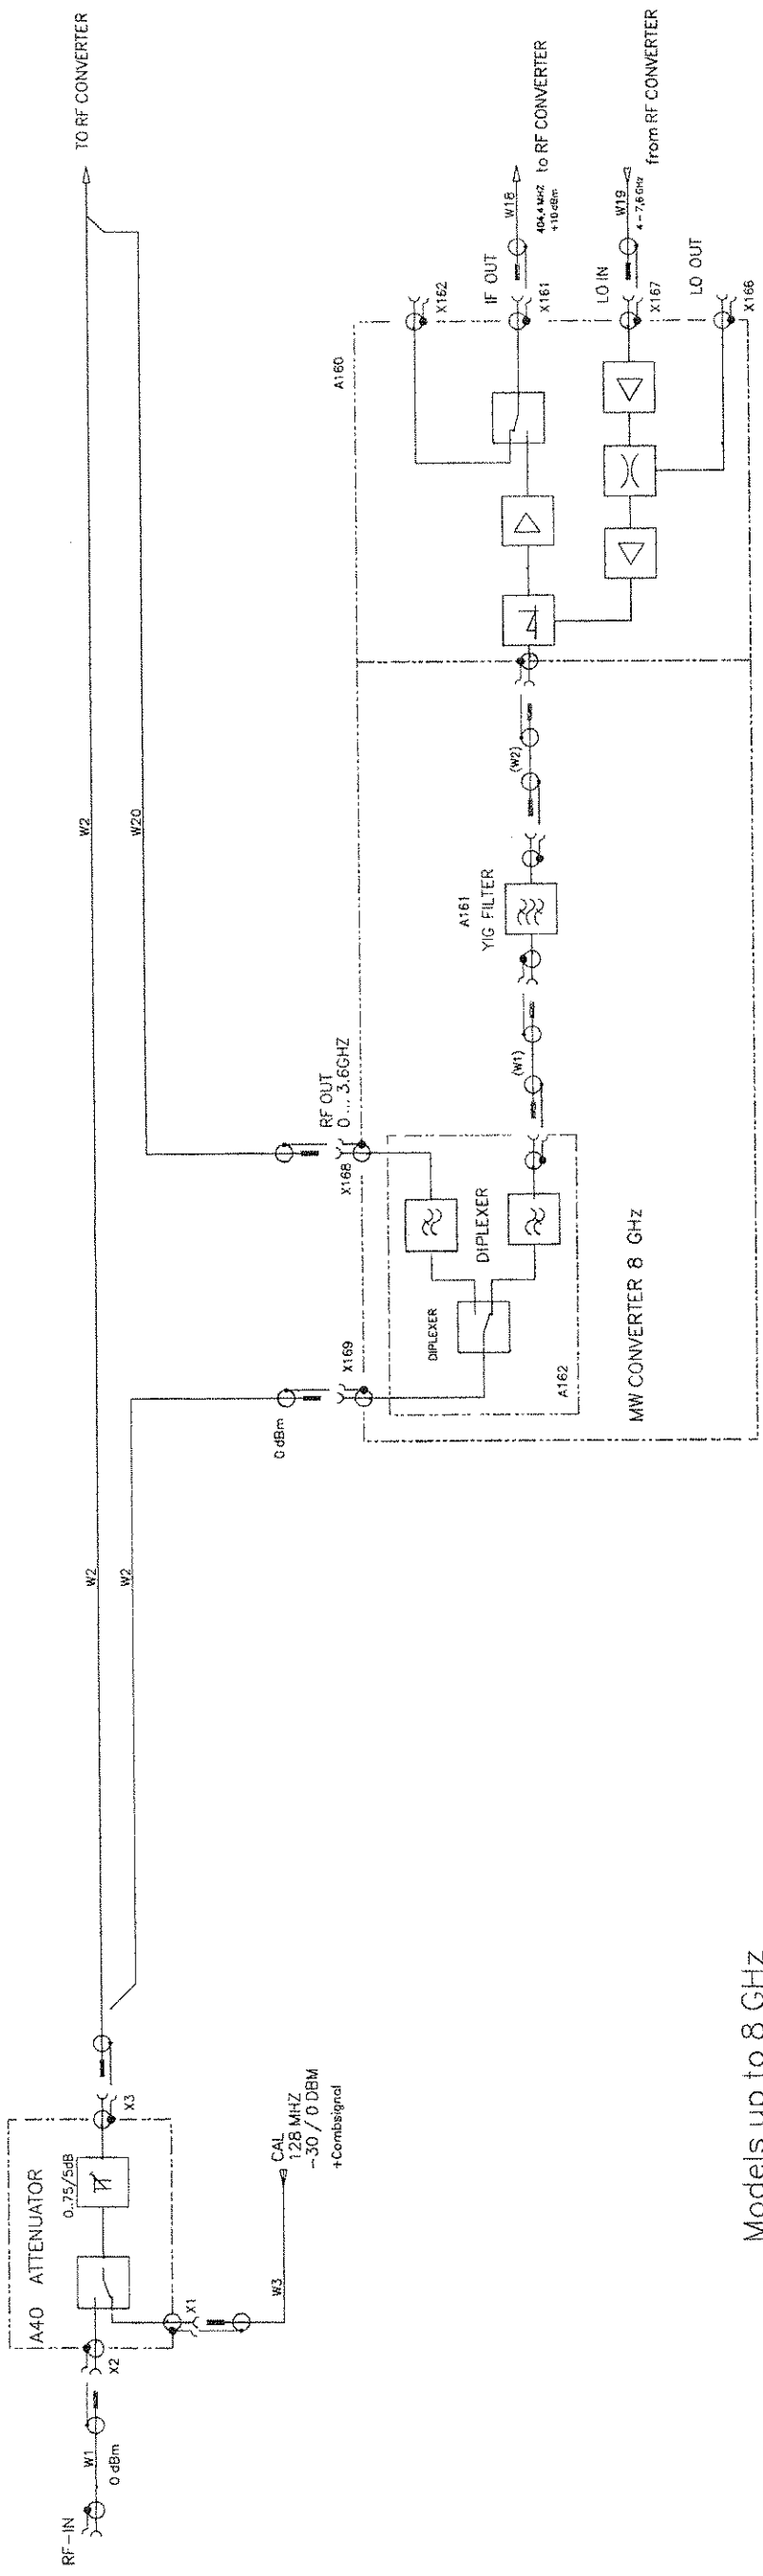 RF-IN
W1
0 dBm
X2
A40 ATTENUATOR
0..75/5dB
X1
X3
W3
CAL
128 MHZ
-30 / 0 DBM
+Combsignal
W2
W2
W2
W20
TO RF CONVERTER
0 dBm
X169
X168
RF OUT
0 ... 3.6GHZ
DIPLEXER
DIPLEXER
A162
MW CONVERTER 8 GHz
(W1)
A161
YIG FILTER
(W2)
A160
X162
IF OUT
X161
W18
404,4 MHZ
+10 dBm
to RF CONVERTER
LO IN
X167
W19
4-7,6 GHz
from RF CONVERTER
LO OUT
X166
Models up to 8 GHz